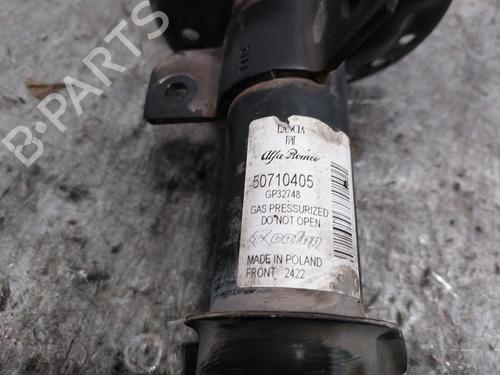 LANCIA
FIAT
Alfa Romeo
50710405
GP32748
GAS PRESSURIZED
DO NOT OPEN
MADE IN POLAND
FRONT 2422
B-PARTS